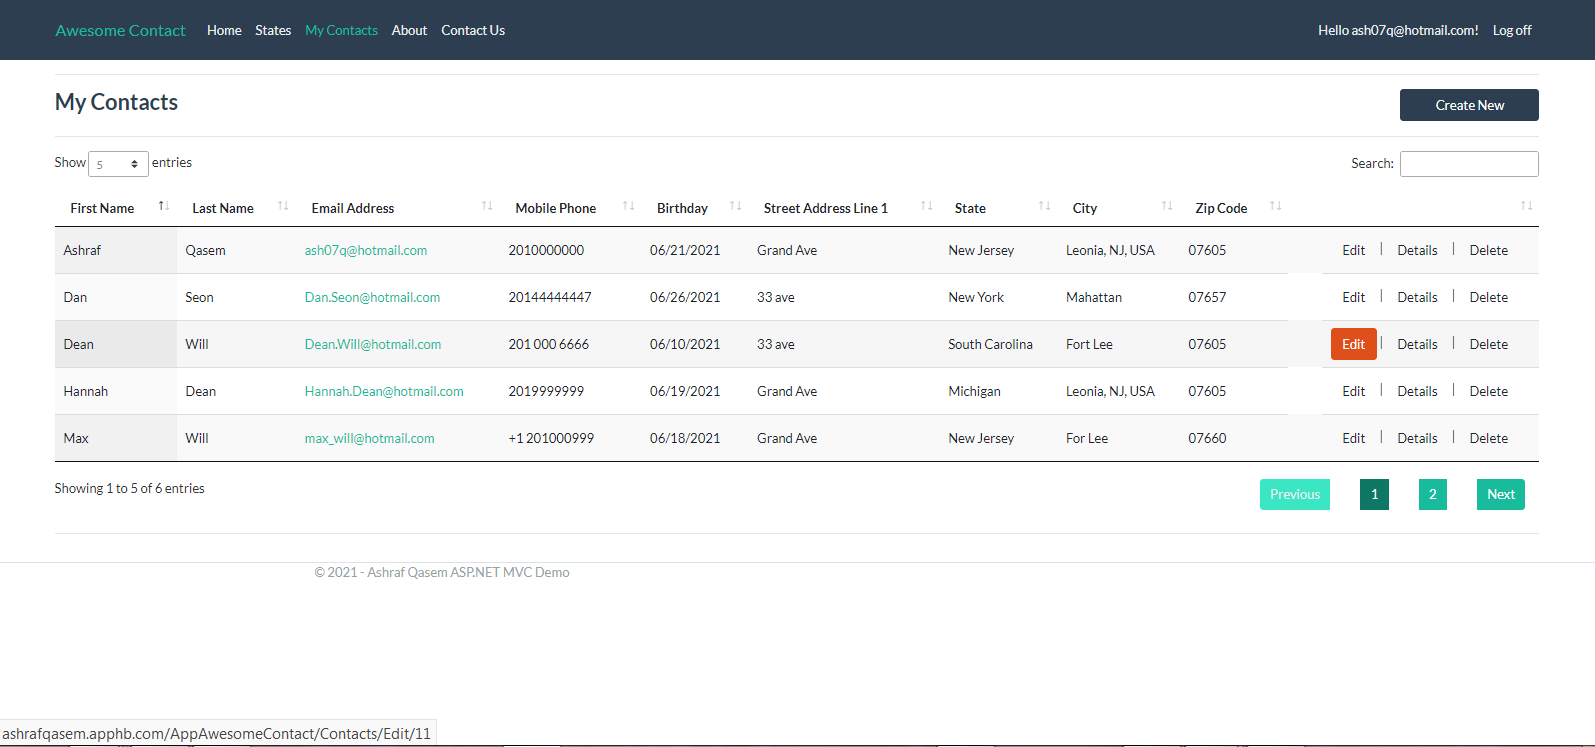 Awesome Contact Home States My Contacts About Contact Us Hello ash07q@hotmail.com! Log off
My Contacts Create New
Show 5 entries Search:
First Name Last Name Email Address Mobile Phone Birthday Street Address Line 1 State City Zip Code
Ashraf Qasem ash07q@hotmail.com 2010000000 06/21/2021 Grand Ave New Jersey Leonia, NJ, USA 07605 Edit | Details | Delete
Dan Seon Dan.Seon@hotmail.com 20144444447 06/26/2021 33 ave New York Mahattan 07657 Edit | Details | Delete
Dean Will Dean.Will@hotmail.com 201 000 6666 06/10/2021 33 ave South Carolina Fort Lee 07605 Edit | Details | Delete
Hannah Dean Hannah.Dean@hotmail.com 2019999999 06/19/2021 Grand Ave Michigan Leonia, NJ, USA 07605 Edit | Details | Delete
Max Will max_will@hotmail.com +1 201000999 06/18/2021 Grand Ave New Jersey For Lee 07660 Edit | Details | Delete
Showing 1 to 5 of 6 entries Previous 1 2 Next
© 2021 - Ashraf Qasem ASP.NET MVC Demo
ashrafqasem.apphb.com/AppAwesomeContact/Contacts/Edit/11